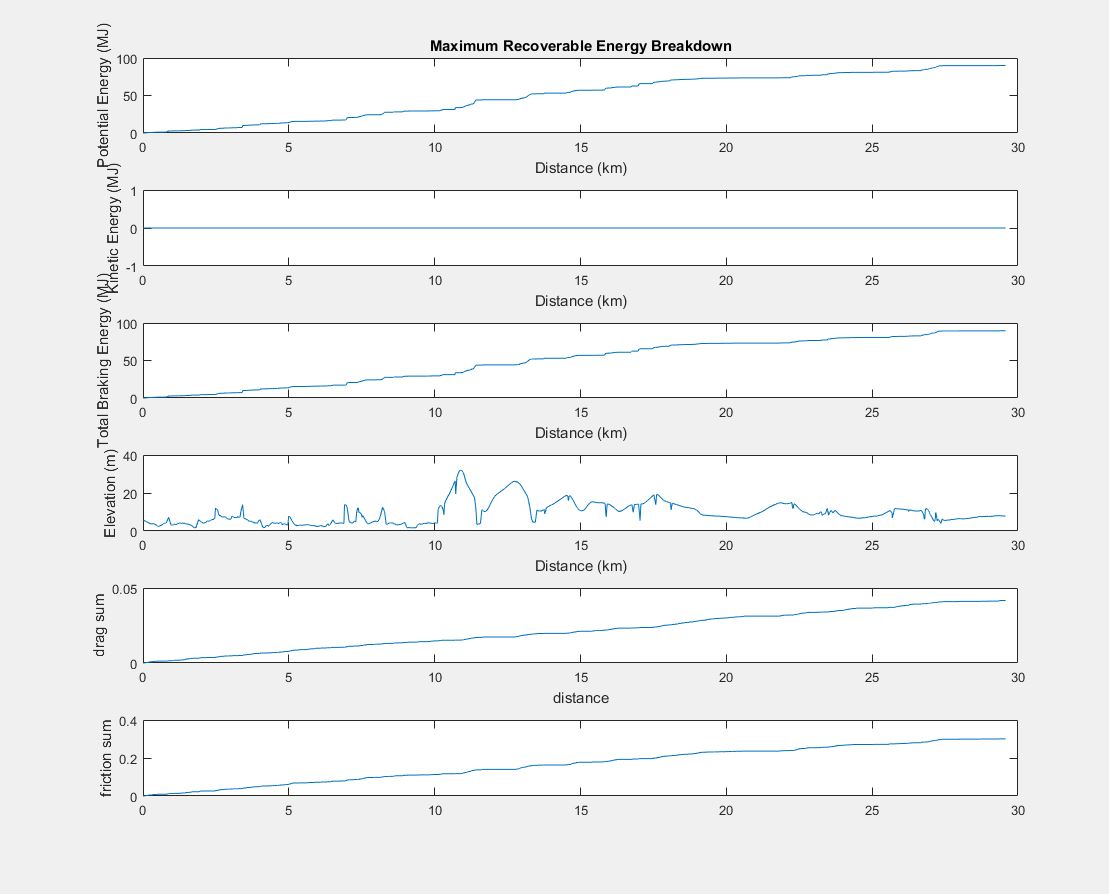 Maximum Recoverable Energy Breakdown
Potential Energy (MJ)
100
50
0
0 5 10 15 20 25 30
Distance (km)
Kinetic Energy (MJ)
1
0
-1
0 5 10 15 20 25 30
Distance (km)
Total Braking Energy (MJ)
100
50
0
0 5 10 15 20 25 30
Distance (km)
Elevation (m)
40
20
0
0 5 10 15 20 25 30
Distance (km)
drag sum
0.05
0
0 5 10 15 20 25 30
distance
friction sum
0.4
0.2
0
0 5 10 15 20 25 30